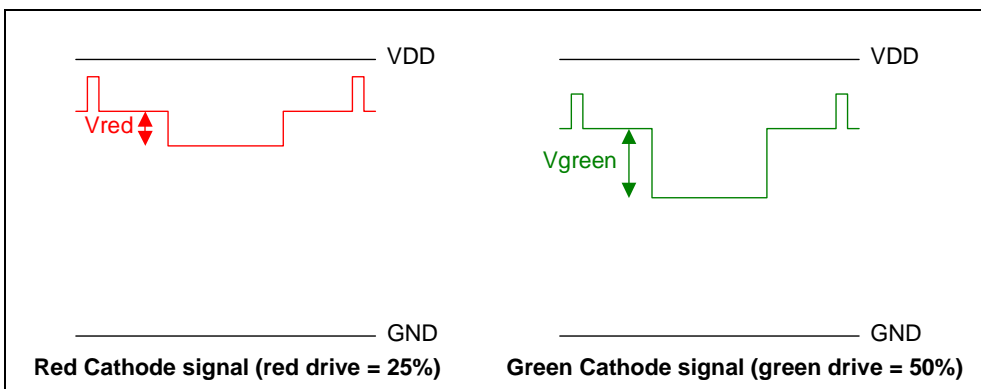 VDD
Vred
GND
Red Cathode signal (red drive = 25%)
VDD
Vgreen
GND
Green Cathode signal (green drive = 50%)